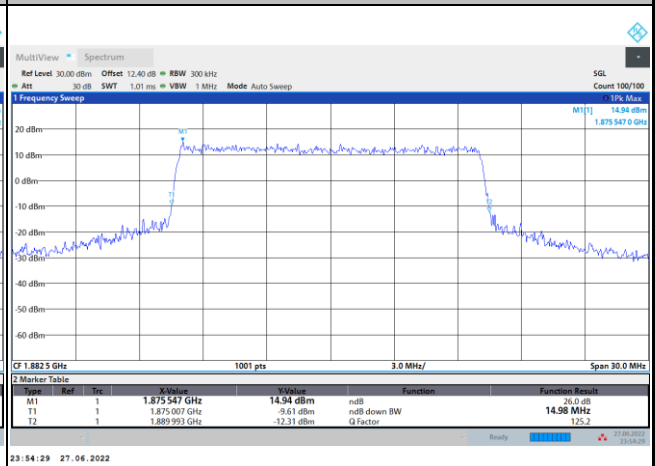 MultiView Spectrum
Ref Level 30.00 dBm Offset 12.40 dB RBW 300 kHz SGL
Att 30 dB SWT 1.01 ms VBW 1 MHz Mode Auto Sweep Count 100/100
1 Frequency Sweep 1Pk Max
M1[1] 14.94 dBm
1.875 547 0 GHz
M1
20 dBm
10 dBm
0 dBm
T1
T2
-10 dBm
-20 dBm
-30 dBm
-40 dBm
-50 dBm
-60 dBm
CF 1.882 5 GHz 1001 pts 3.0 MHz/ Span 30.0 MHz
2 Marker Table
Type Ref Trc X-Value Y-Value Function Function Result
M1 1 1.875 547 GHz 14.94 dBm ndB 26.0 dB
T1 1 1.875 007 GHz -9.61 dBm ndB down BW 14.98 MHz
T2 1 1.889 993 GHz -12.31 dBm Q Factor 125.2
Ready 27.06.2022
23:54:29
23:54:29 27.06.2022